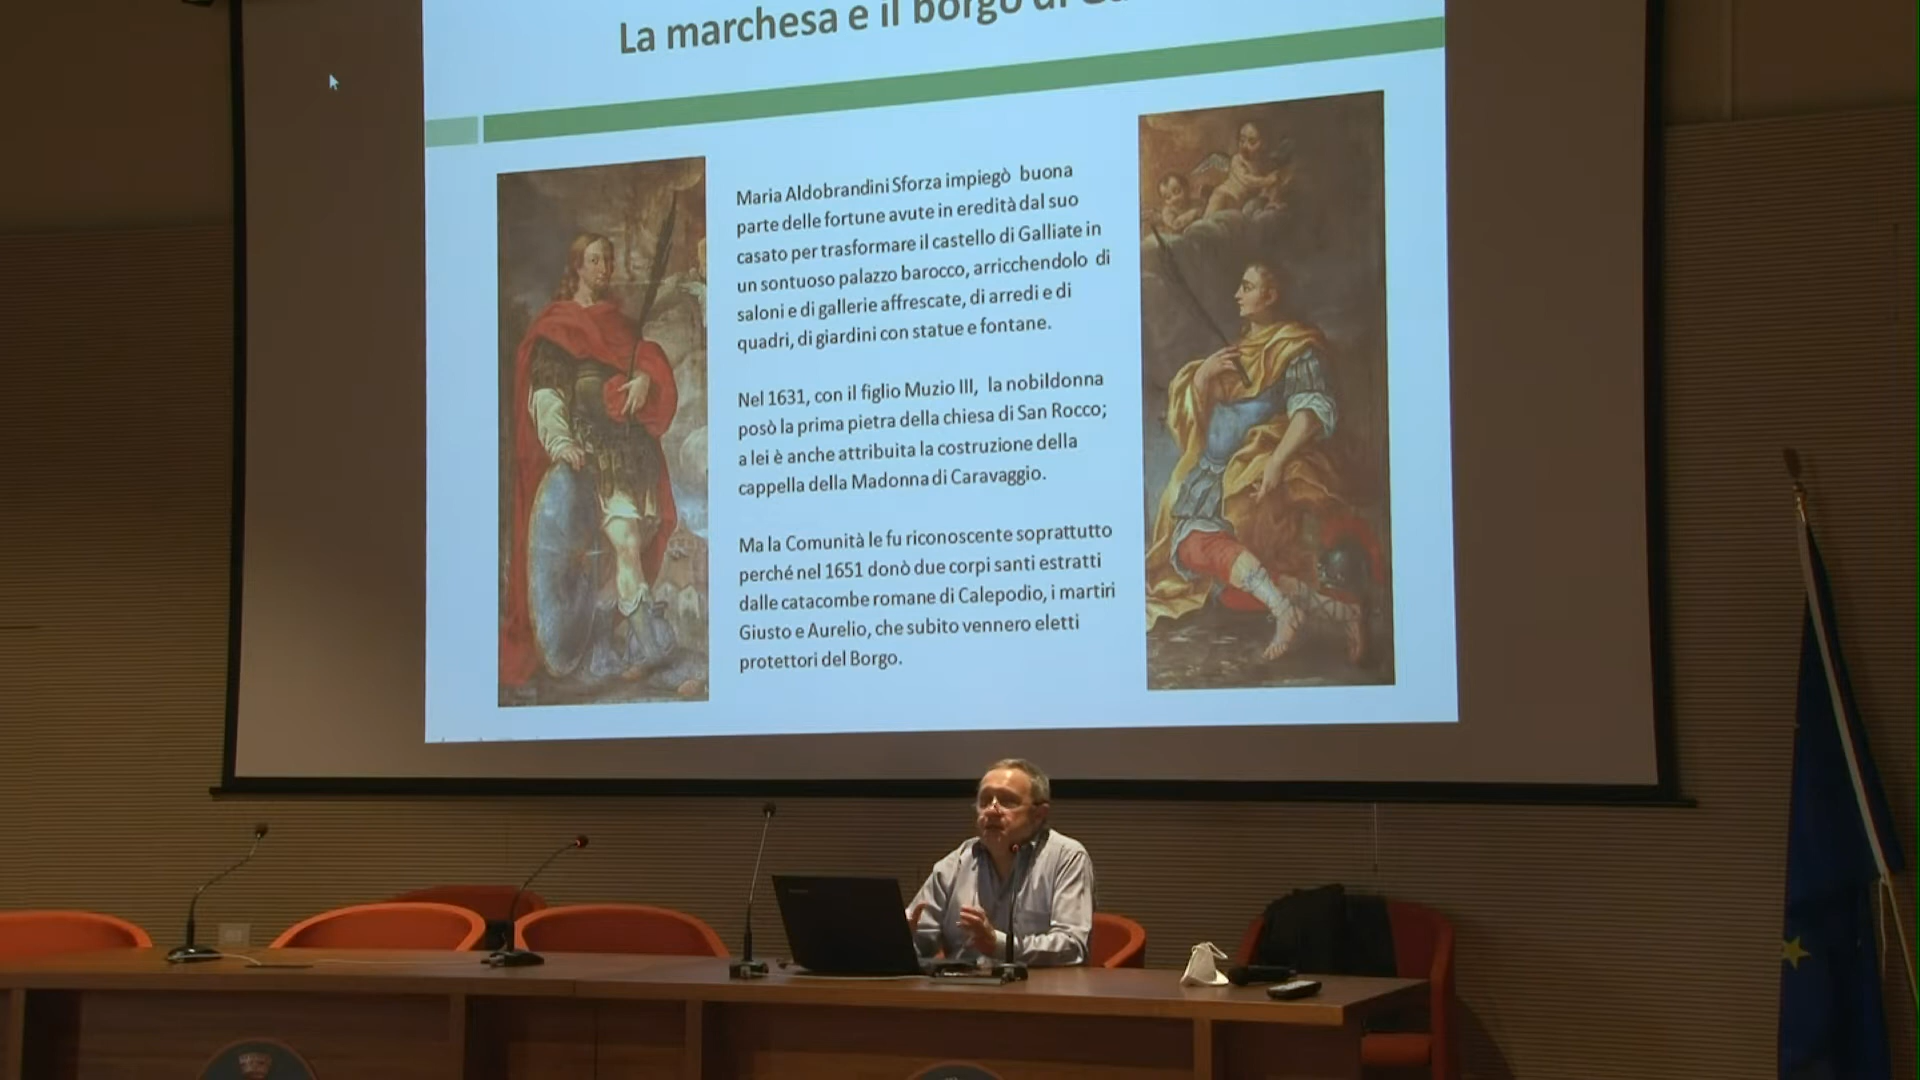 La marchesa e il borgo di
Maria Aldobrandini Sforza impiegò buona
parte delle fortune avute in eredità dal suo
casato per trasformare il castello di Galliate in
un sontuoso palazzo barocco, arricchendolo di
saloni e di gallerie affrescate, di arredi e di
quadri, di giardini con statue e fontane.
Nel 1631, con il figlio Muzio III, la nobildonna
posò la prima pietra della chiesa di San Rocco;
a lei è anche attribuita la costruzione della
cappella della Madonna di Caravaggio.
Ma la Comunità le fu riconoscente soprattutto
perché nel 1651 donò due corpi santi estratti
dalle catacombe romane di Calepodio, i martiri
Giusto e Aurelio, che subito vennero eletti
protettori del Borgo.